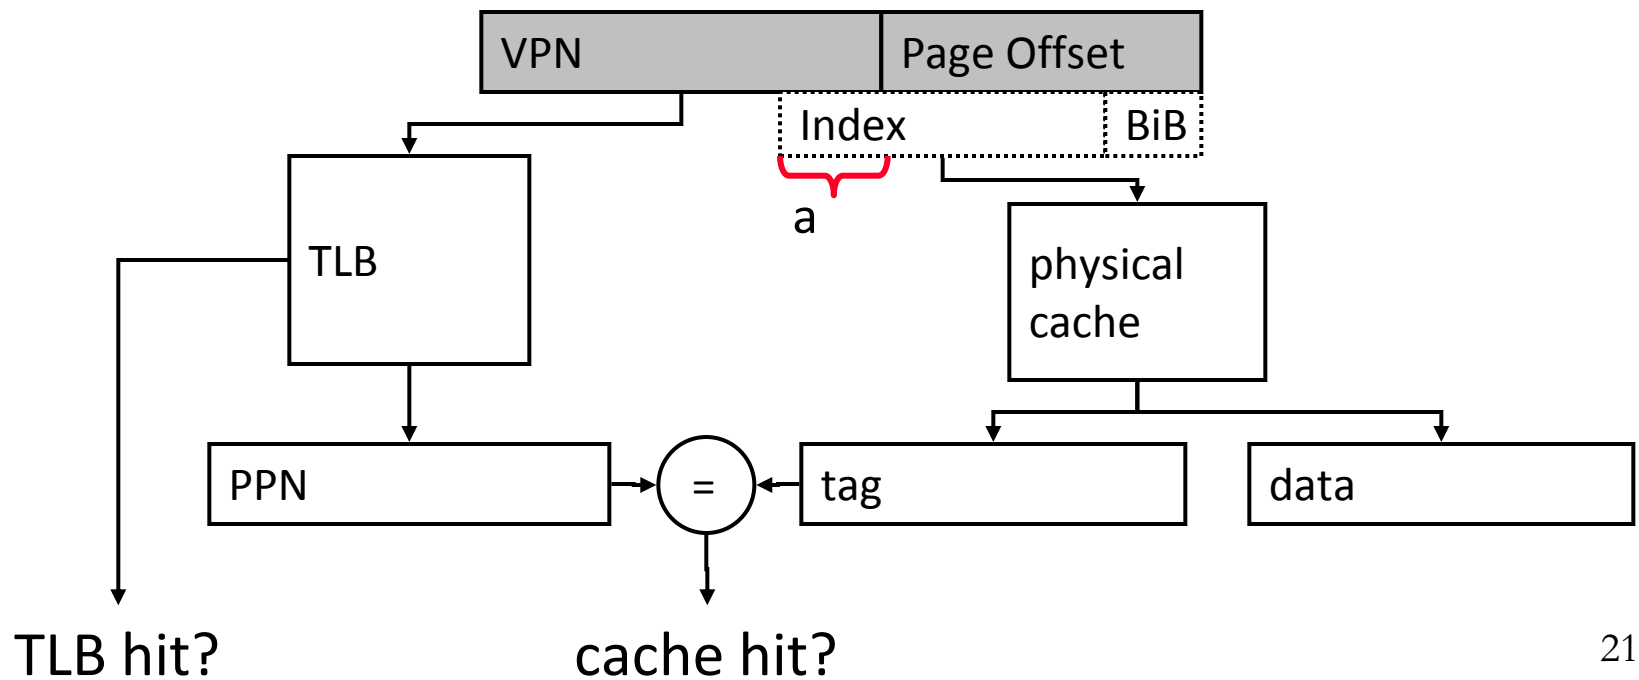 VPN
Page Offset
Index
BiB
a
TLB
physical
cache
PPN
=
tag
data
TLB hit?
cache hit?
21